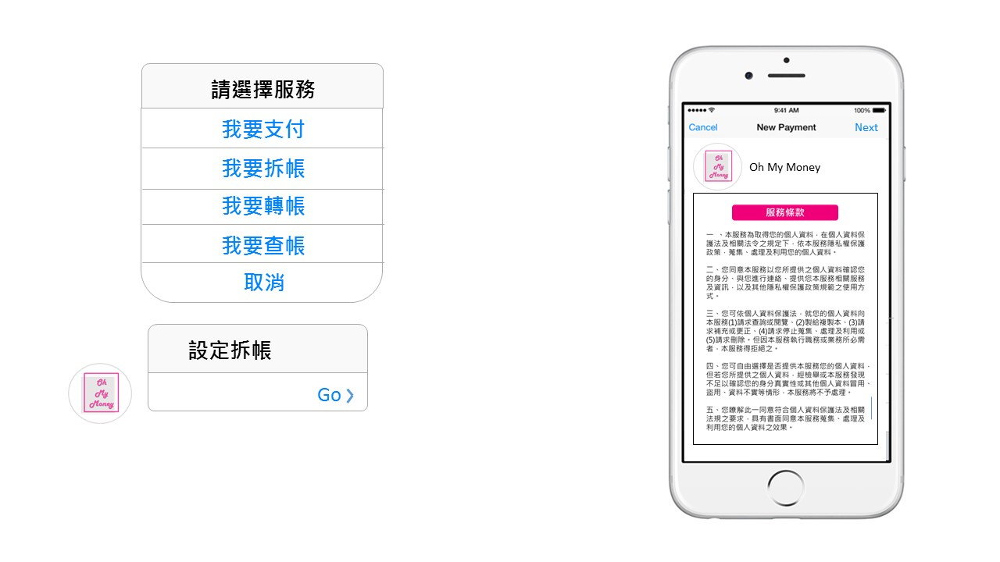 請選擇服務
我要支付
我要拆帳
我要轉帳
我要查帳
取消
設定拆帳
Go
Oh
My
Money
9:41 AM
100%
Cancel
New Payment
Next
Oh
My
Money
Oh My Money
服務條款
一 、本服務為取得您的個人資料，在個人資料保
護法及相關法令之規定下，依本服務隱私權保護
政策，蒐集、處理及利用您的個人資料。
二、您同意本服務以您所提供之個人資料確認您
的身分、與您進行連絡、提供您本服務相關服務
及資訊，以及其他隱私權保護政策規範之使用方
式。
三、您可依個人資料保護法，就您的個人資料向
本服務(1)請求查詢或閱覽、(2)製給複製本、(3)請
求補充或更正、(4)請求停止蒐集、處理及利用或
(5)請求刪除。但因本服務執行職務或業務所必需
者，本服務得拒絕之。
四、您可自由選擇是否提供本服務您的個人資料，
但若您所提供之個人資料，經檢舉或本服務發現
不足以確認您的身分真實性或其他個人資料冒用、
盜用、資料不實等情形，本服務將不予處理。
五、您瞭解此一同意符合個人資料保護法及相關
法規之要求，具有書面同意本服務蒐集、處理及
利用您的個人資料之效果。